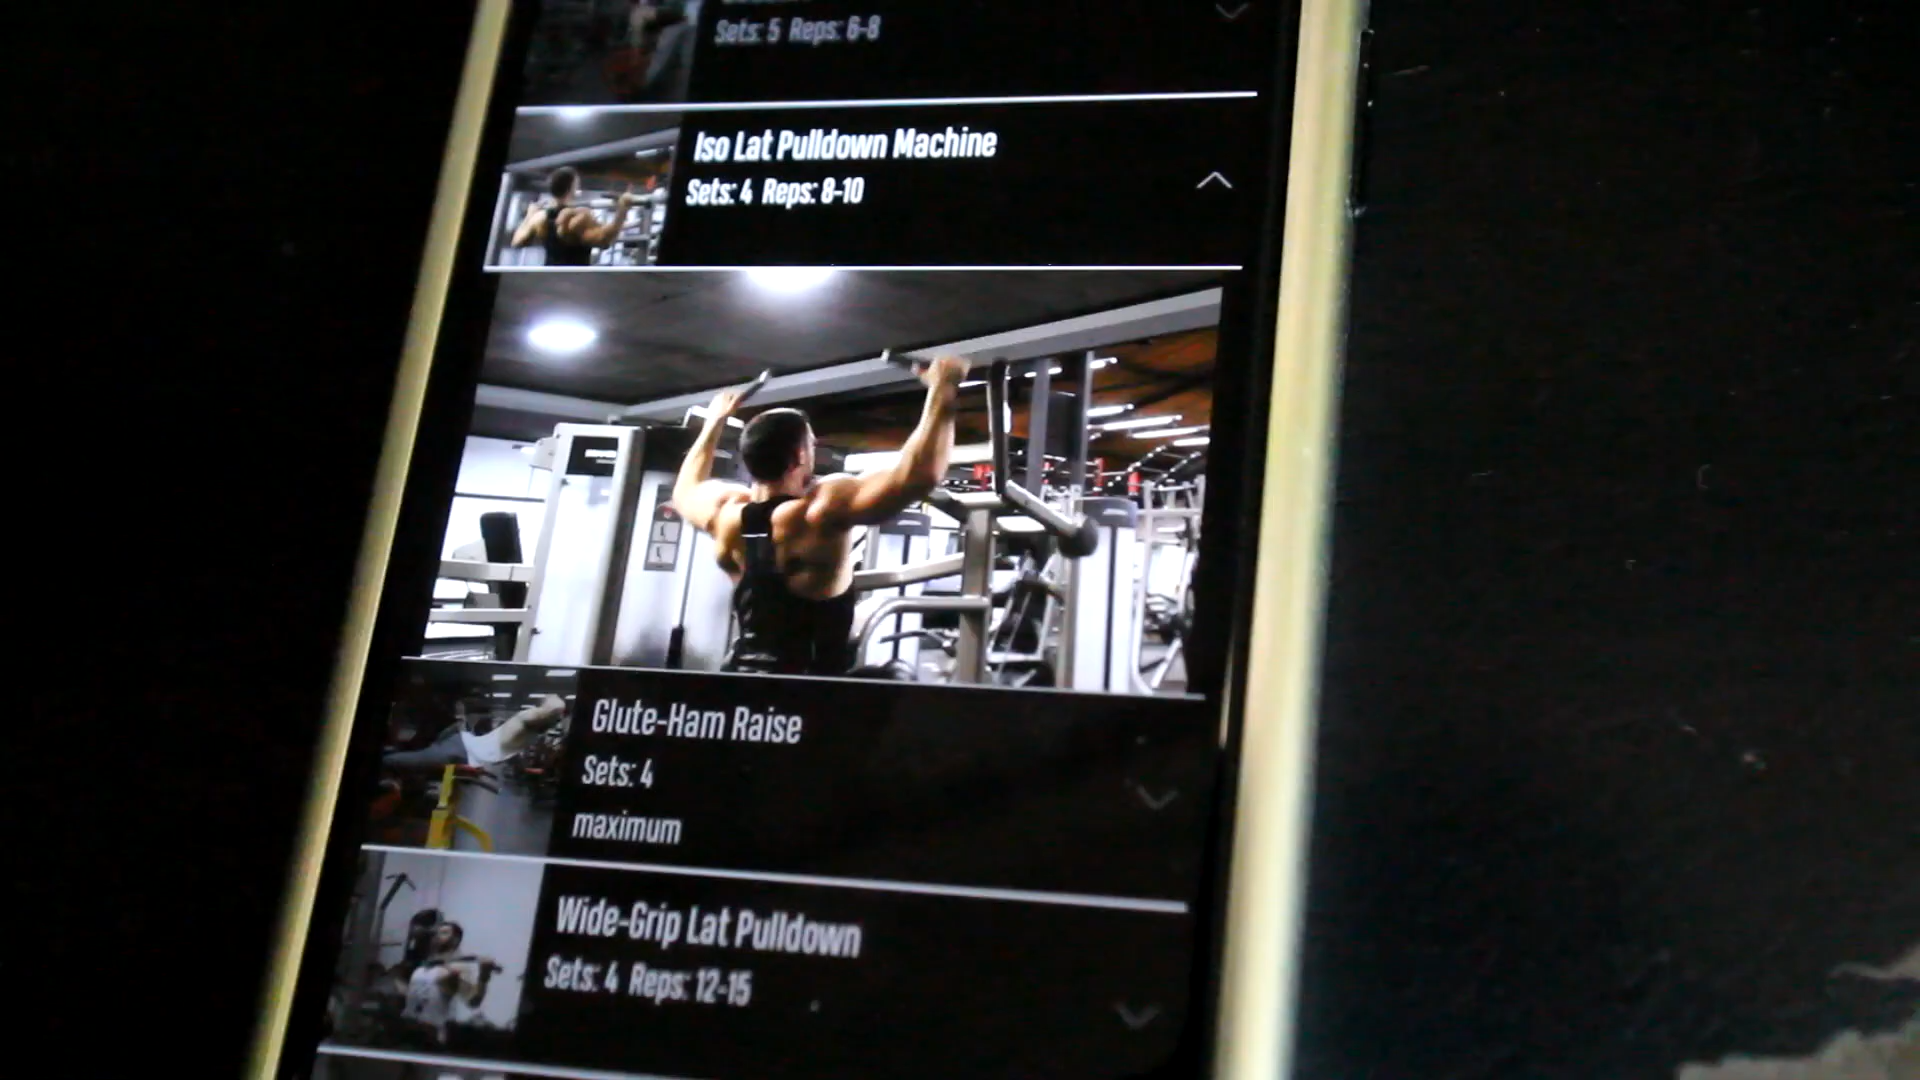 Sets: 5 Reps: 6-8
Iso Lat Pulldown Machine
Sets: 4 Reps: 8-10
Glute-Ham Raise
Sets: 4
maximum
Wide-Grip Lat Pulldown
Sets: 4 Reps: 12-15